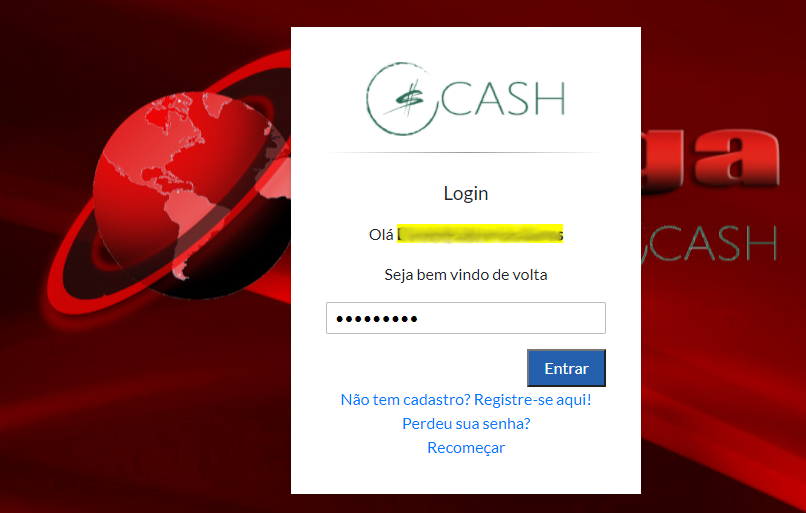 CASH
Login
Olá
Seja bem vindo de volta
•••••••••
Entrar
Não tem cadastro? Registre-se aqui!
Perdeu sua senha?
Recomeçar
ga
CASH